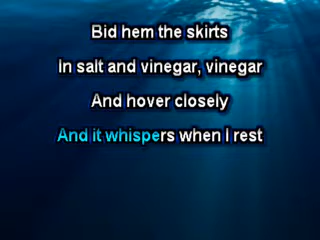 Bid hem the skirts
In salt and vinegar, vinegar
And hover closely
And it whispers when I rest